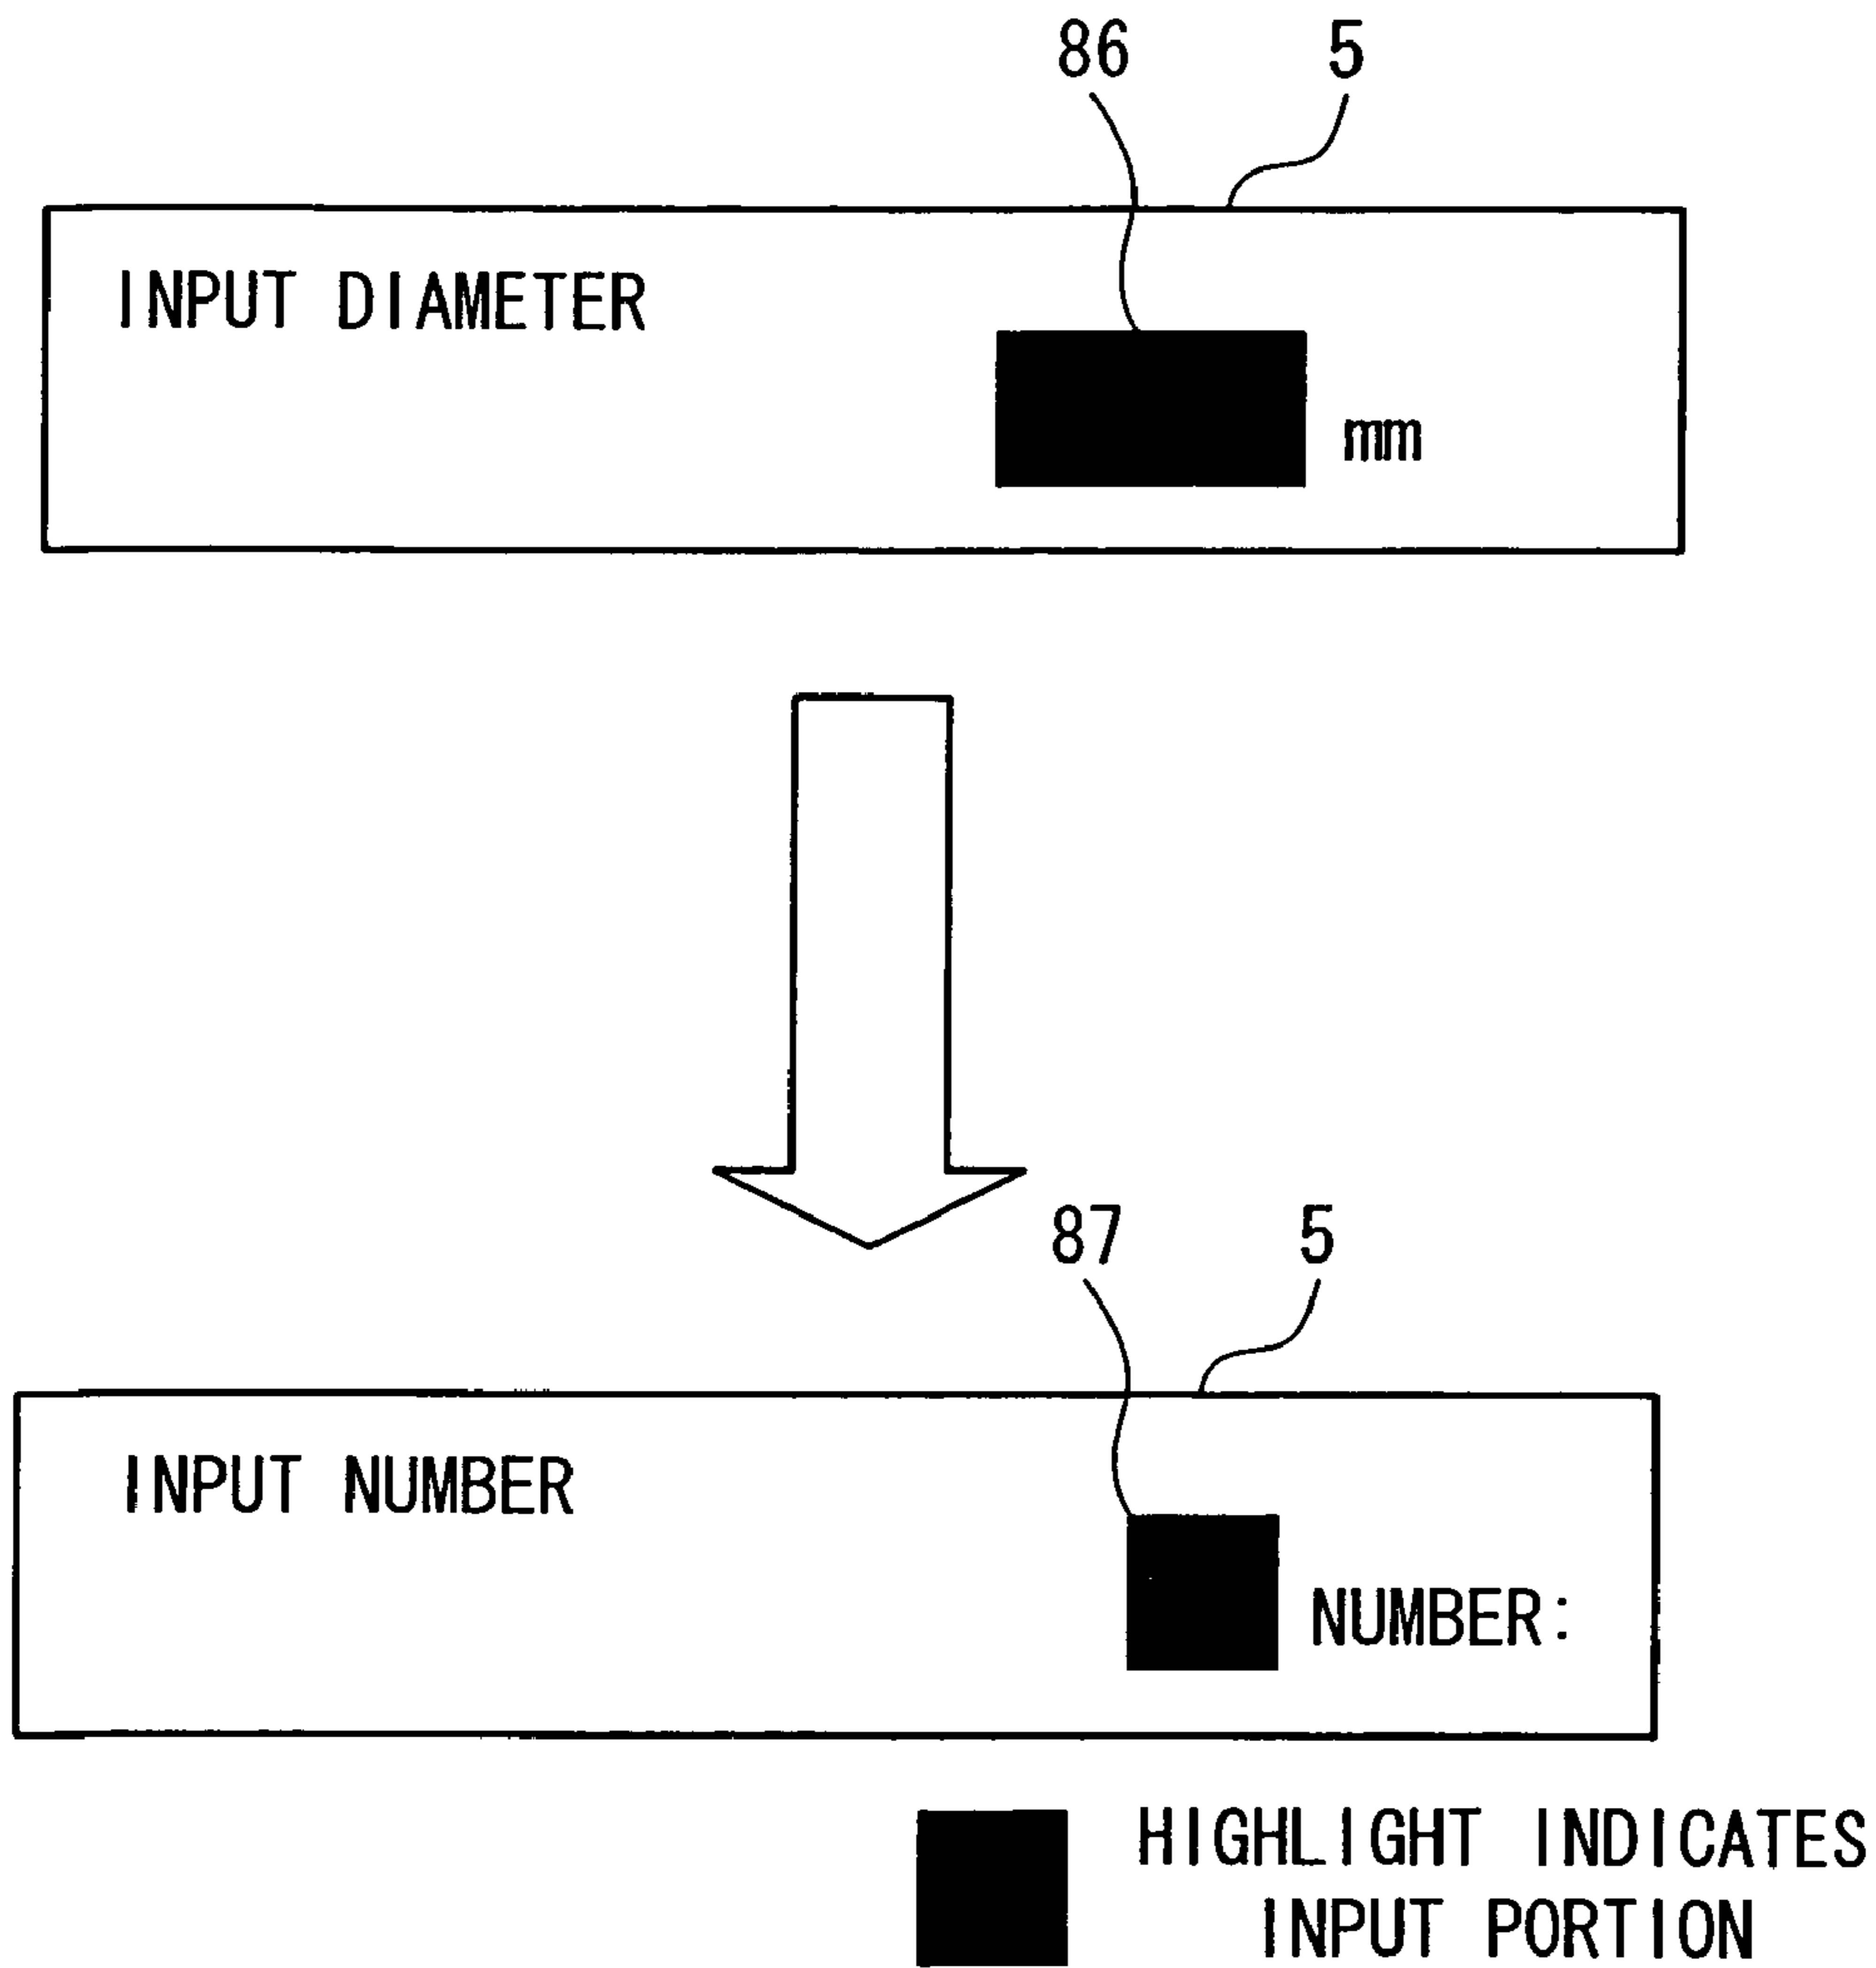 86 5
INPUT DIAMETER
mm
87 5
INPUT NUMBER
NUMBER:
HIGHLIGHT INDICATES
INPUT PORTION